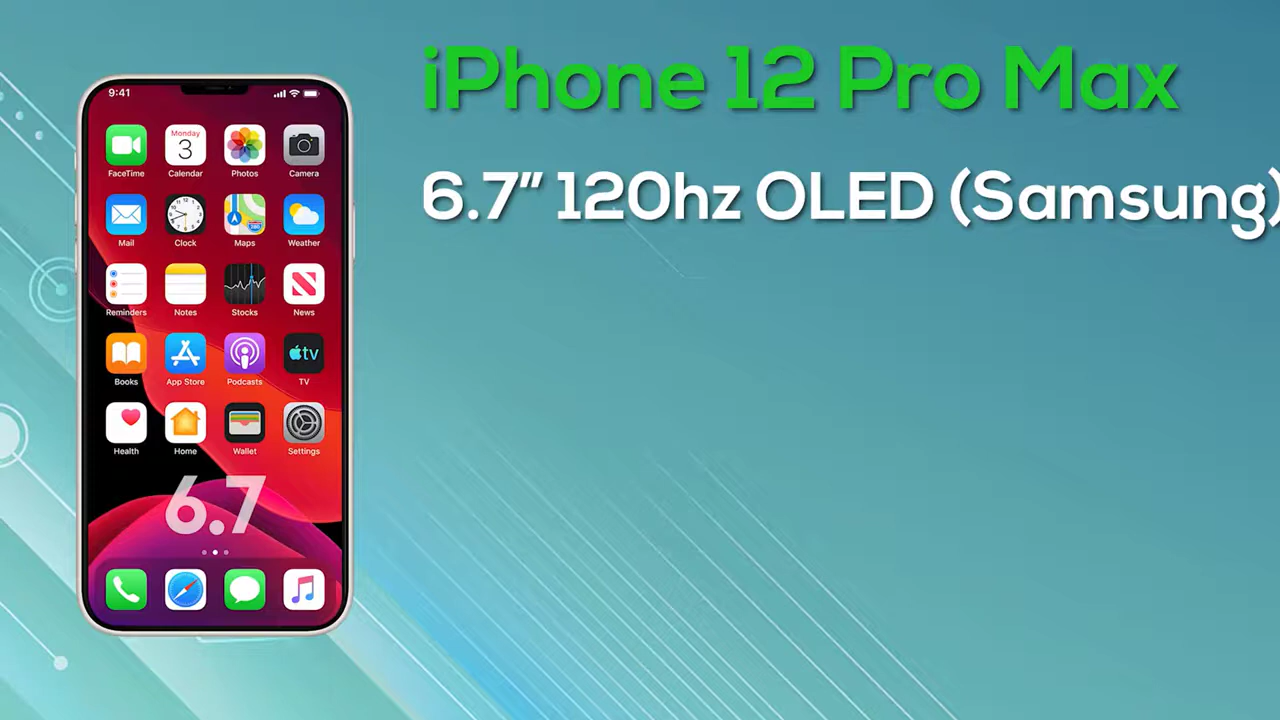 iPhone 12 Pro Max
6.7” 120hz OLED (Samsung)
9:41
Monday
3
FaceTime Calendar Photos Camera
280
Mail Clock Maps Weather
Reminders Notes Stocks News
tv
Books App Store Podcasts TV
Health Home Wallet Settings
6.7